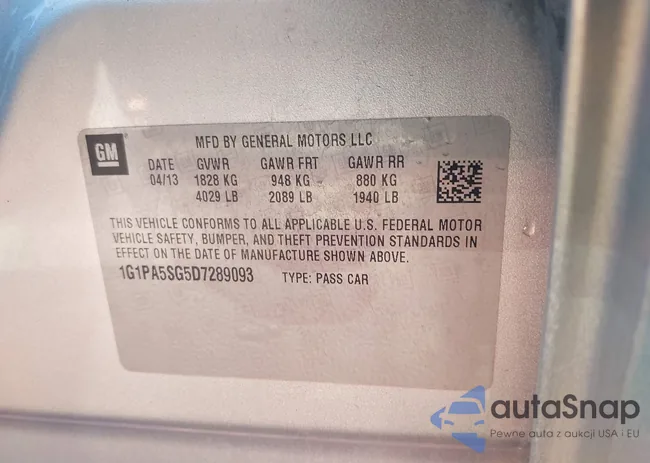 GM
MFD BY GENERAL MOTORS LLC
DATE GVWR GAWR FRT GAWR RR
04/13 1828 KG 948 KG 880 KG
4029 LB 2089 LB 1940 LB
THIS VEHICLE CONFORMS TO ALL APPLICABLE U.S. FEDERAL MOTOR
VEHICLE SAFETY, BUMPER, AND THEFT PREVENTION STANDARDS IN
EFFECT ON THE DATE OF MANUFACTURE SHOWN ABOVE.
1G1PA5SG5D7289093 TYPE: PASS CAR
autaSnap
Pewne auta z aukcji USA i EU